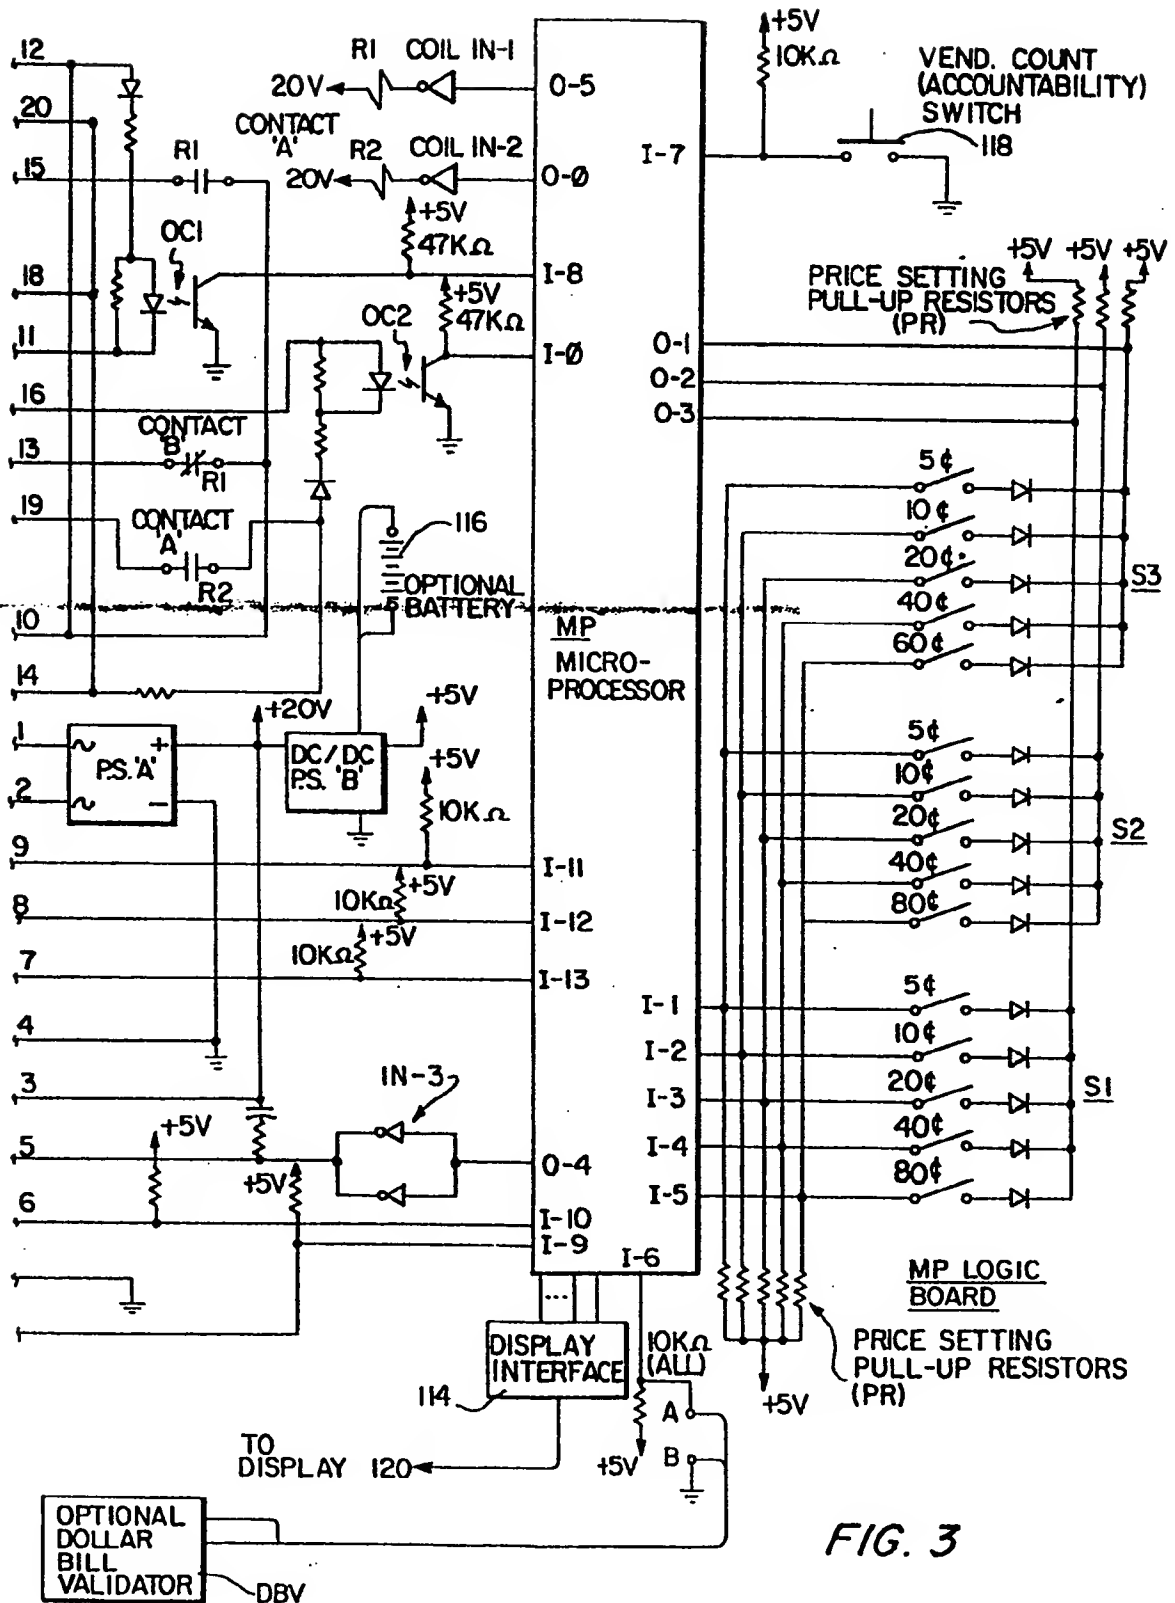 12
20
15
18
11
16
13
19
10
14
1
2
9
8
7
4
3
5
6
R1 COIL IN-1
20V
CONTACT
'A'
R2 COIL IN-2
20V
R1
OC1
+5V
47KΩ
+5V
47KΩ
OC2
CONTACT
'B'
R1
CONTACT
'A'
R2
116
OPTIONAL
BATTERY
+20V
P.S.'A'
+
−
DC/DC
P.S. 'B'
+5V
+5V
10KΩ
+5V
10KΩ
+5V
10KΩ
IN-3
+5V
+5V
O-5
O-Ø
I-8
I-Ø
MP
MICRO-
PROCESSOR
I-11
I-12
I-13
O-4
I-10
I-9
I-6
I-7
O-1
O-2
O-3
I-1
I-2
I-3
I-4
I-5
+5V
10KΩ
VEND. COUNT
(ACCOUNTABILITY)
SWITCH
118
+5V +5V +5V
PRICE SETTING
PULL-UP RESISTORS
(PR)
5¢
10¢
20¢
40¢
60¢
S3
5¢
10¢
20¢
40¢
80¢
S2
5¢
10¢
20¢
40¢
80¢
S1
MP LOGIC
BOARD
PRICE SETTING
PULL-UP RESISTORS
(PR)
+5V
DISPLAY
INTERFACE
...
114
10KΩ
(ALL)
A
B
+5V
TO
DISPLAY 120
OPTIONAL
DOLLAR
BILL
VALIDATOR
DBV
FIG. 3